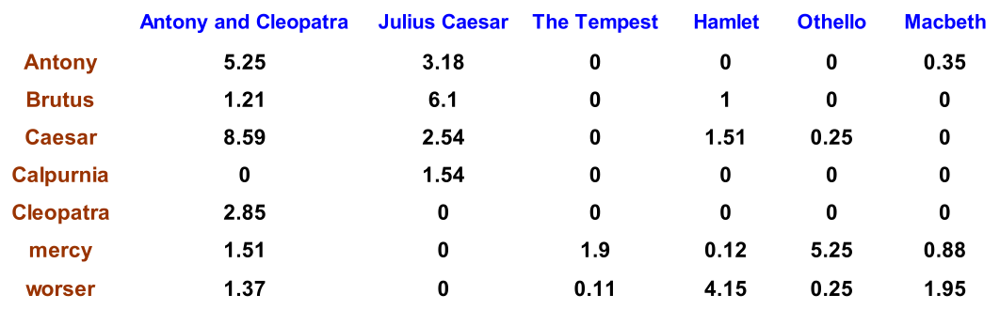 Antony and Cleopatra Julius Caesar The Tempest Hamlet Othello Macbeth
Antony 5.25 3.18 0 0 0 0.35
Brutus 1.21 6.1 0 1 0 0
Caesar 8.59 2.54 0 1.51 0.25 0
Calpurnia 0 1.54 0 0 0 0
Cleopatra 2.85 0 0 0 0 0
mercy 1.51 0 1.9 0.12 5.25 0.88
worser 1.37 0 0.11 4.15 0.25 1.95